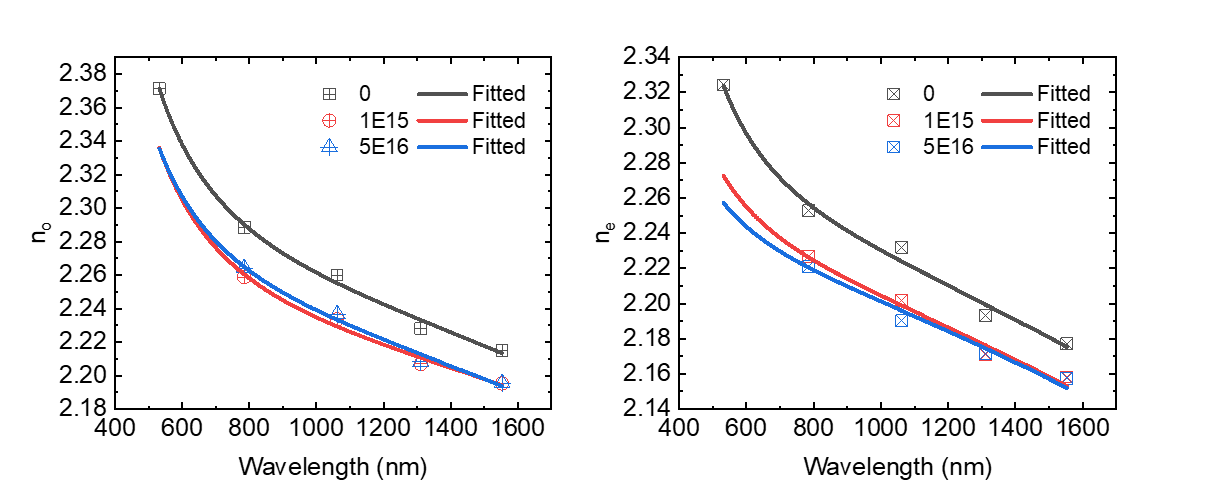 2.38
2.36
2.34
2.32
2.30
2.28
2.26
2.24
2.22
2.20
2.18
nₒ
0 Fitted
1E15 Fitted
5E16 Fitted
400 600 800 1000 1200 1400 1600
Wavelength (nm)
2.34
2.32
2.30
2.28
2.26
2.24
2.22
2.20
2.18
2.16
2.14
nₑ
0 Fitted
1E15 Fitted
5E16 Fitted
400 600 800 1000 1200 1400 1600
Wavelength (nm)